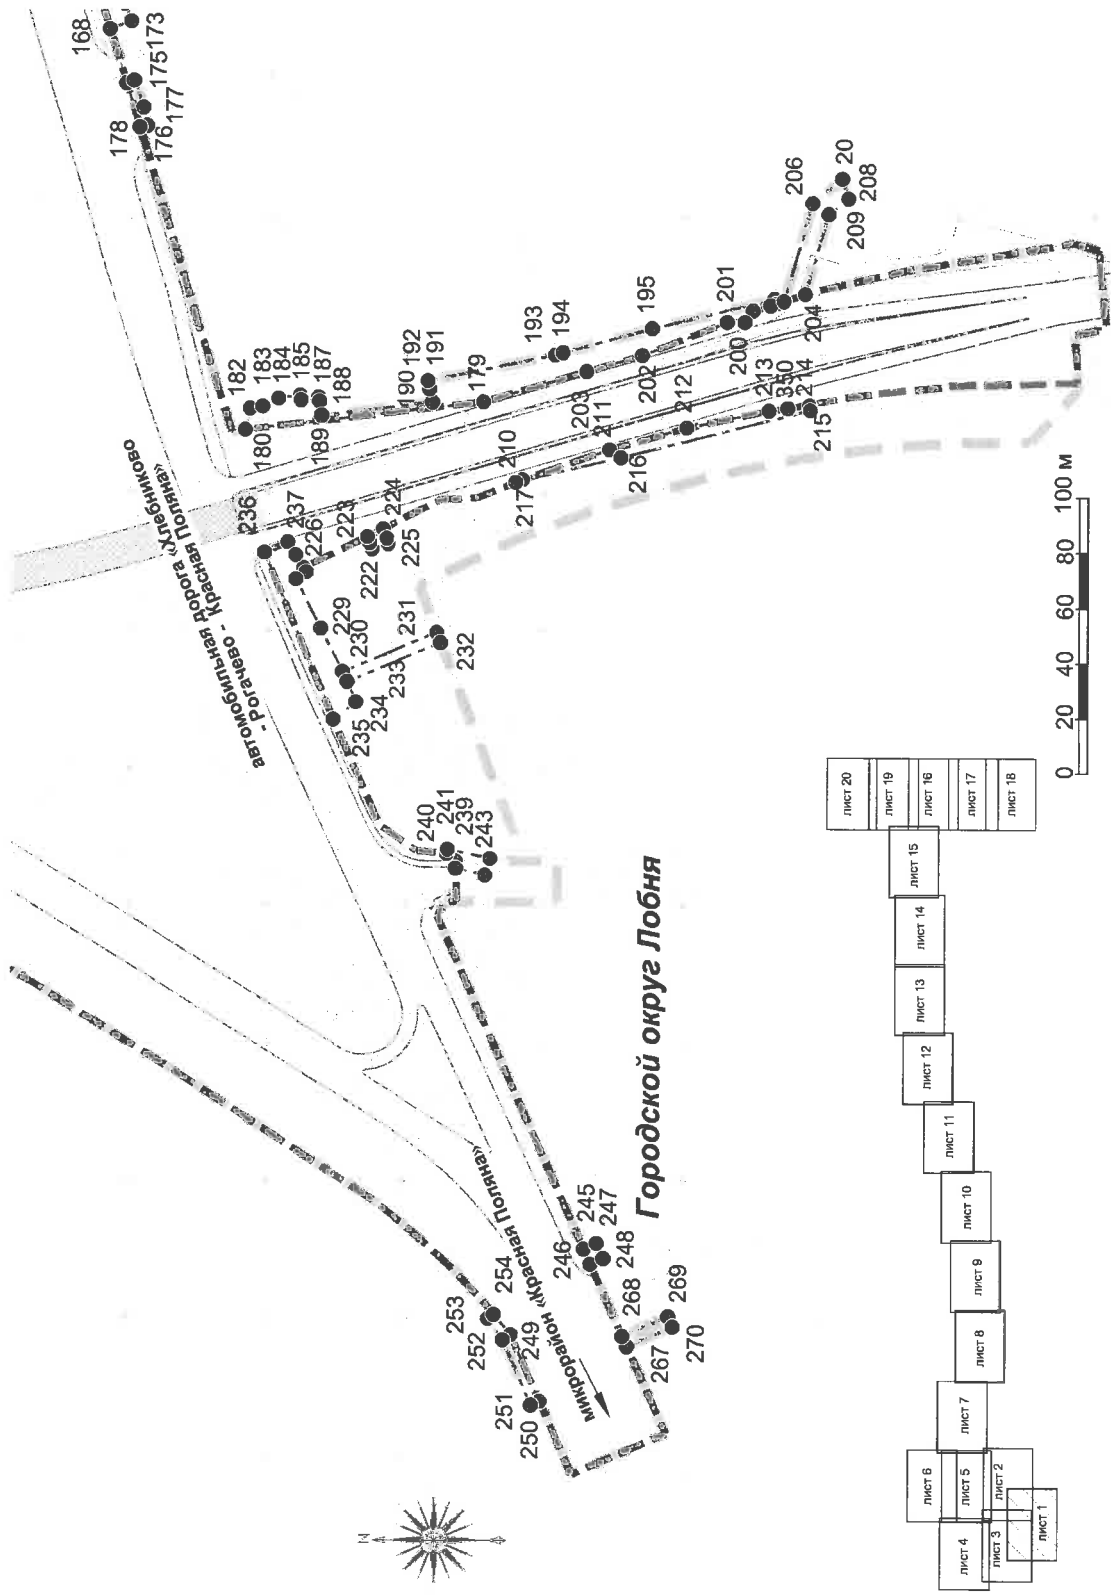 168
173
175
178
177
176
182
183
184
185
187
188
180
189
192
191
190
179
193
194
195
201
200
206
20
208
209
204
203
202
211
212
213
350
214
215
216
210
217
236
237
226
223
224
222
225
229
230
231
232
233
234
235
240
241
239
243
автомобильная дорога «Хлебниково
- Рогачево - Красная Поляна»
микрорайон «Красная Поляна»
Городской округ Лобня
245
246
247
248
253
254
252
249
251
250
268
269
267
270
N
0
20
40
60
80
100 м
лист 20
лист 19
лист 16
лист 17
лист 18
лист 15
лист 14
лист 13
лист 12
лист 11
лист 10
лист 9
лист 8
лист 7
лист 6
лист 5
лист 2
лист 4
лист 3
лист 1